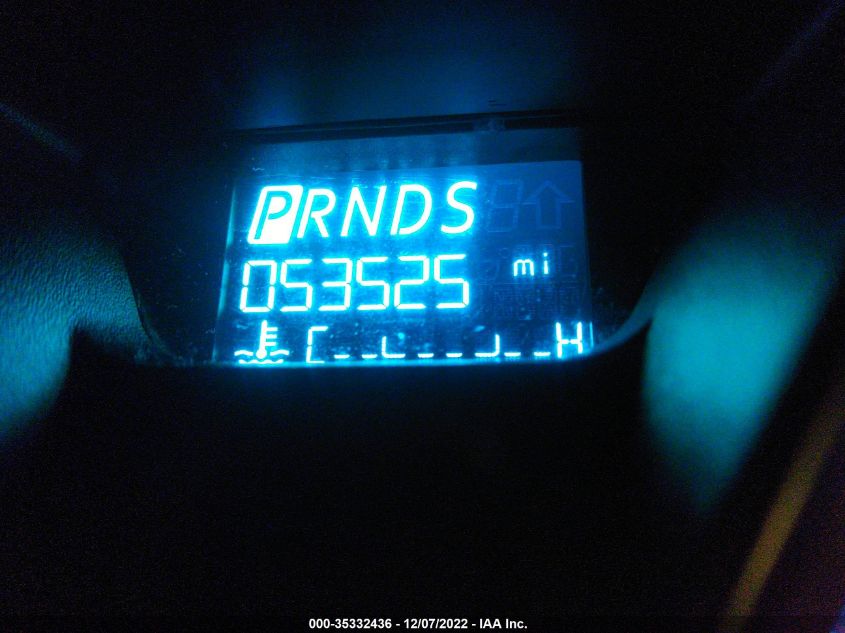 PRNDS
053525 mi
C H
000-35332436 - 12/07/2022 - IAA Inc.